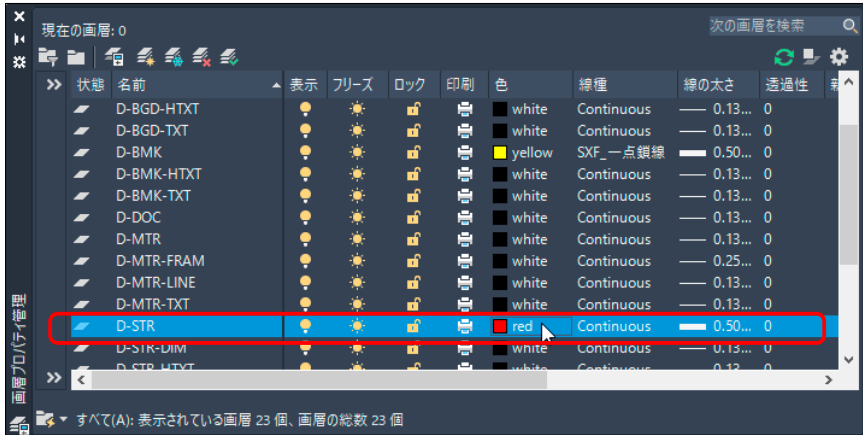 現在の画層: 0
次の画層を検索
状態 名前 表示 フリーズ ロック 印刷 色 線種 線の太さ 透過性
D-BGD-HTXT white Continuous 0.13... 0
D-BGD-TXT white Continuous 0.13... 0
D-BMK yellow SXF_一点鎖線 0.50... 0
D-BMK-HTXT white Continuous 0.13... 0
D-BMK-TXT white Continuous 0.13... 0
D-DOC white Continuous 0.13... 0
D-MTR white Continuous 0.13... 0
D-MTR-FRAM white Continuous 0.25... 0
D-MTR-LINE white Continuous 0.13... 0
D-MTR-TXT white Continuous 0.13... 0
D-STR red Continuous 0.50... 0
D-STR-DIM white Continuous 0.13... 0
D-STR-HTXT white Continuous 0.13... 0
画層プロパティ管理
すべて(A): 表示されている画層 23 個、画層の総数 23 個